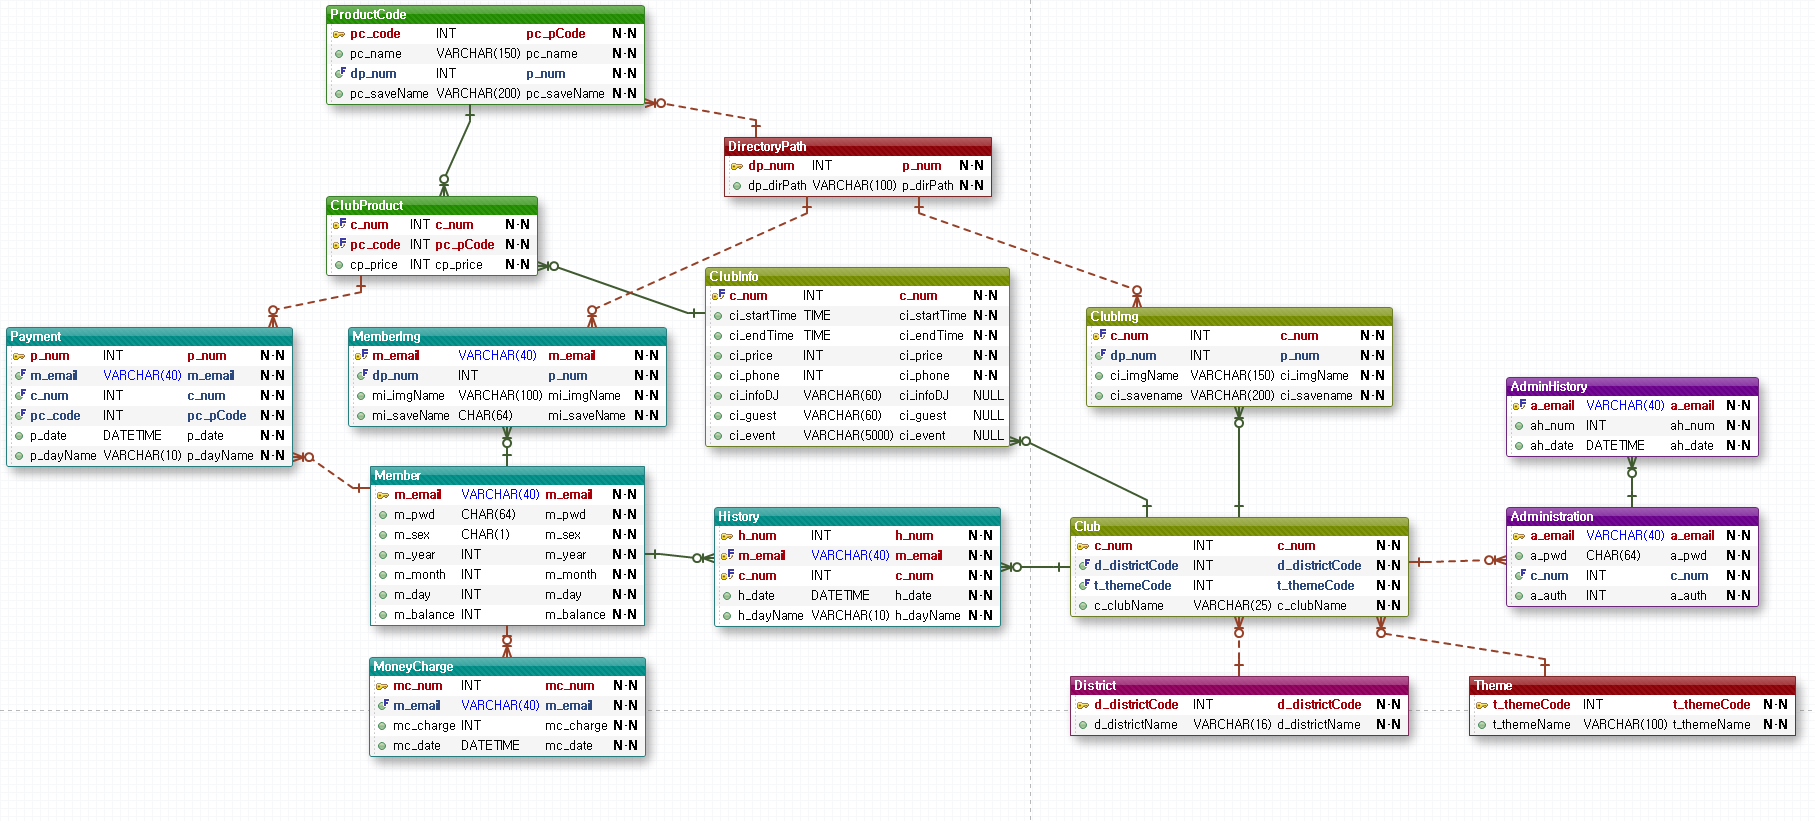 ProductCode
pc_code INT pc_pCode N-N
pc_name VARCHAR(150) pc_name N-N
dp_num INT p_num N-N
pc_saveName VARCHAR(200) pc_saveName N-N
DirectoryPath
dp_num INT p_num N-N
dp_dirPath VARCHAR(100) p_dirPath N-N
ClubProduct
c_num INT c_num N-N
pc_code INT pc_pCode N-N
cp_price INT cp_price N-N
ClubInfo
c_num INT c_num N-N
ci_startTime TIME ci_startTime N-N
ci_endTime TIME ci_endTime N-N
ci_price INT ci_price N-N
ci_phone INT ci_phone N-N
ci_infoDJ VARCHAR(60) ci_infoDJ NULL
ci_guest VARCHAR(60) ci_guest NULL
ci_event VARCHAR(5000) ci_event NULL
ClubImg
c_num INT c_num N-N
dp_num INT p_num N-N
ci_imgName VARCHAR(150) ci_imgName N-N
ci_savename VARCHAR(200) ci_savename N-N
Payment
p_num INT p_num N-N
m_email VARCHAR(40) m_email N-N
c_num INT c_num N-N
pc_code INT pc_pCode N-N
p_date DATETIME p_date N-N
p_dayName VARCHAR(10) p_dayName N-N
MemberImg
m_email VARCHAR(40) m_email N-N
dp_num INT p_num N-N
mi_imgName VARCHAR(100) mi_imgName N-N
mi_saveName CHAR(64) mi_saveName N-N
AdminHistory
a_email VARCHAR(40) a_email N-N
ah_num INT ah_num N-N
ah_date DATETIME ah_date N-N
Member
m_email VARCHAR(40) m_email N-N
m_pwd CHAR(64) m_pwd N-N
m_sex CHAR(1) m_sex N-N
m_year INT m_year N-N
m_month INT m_month N-N
m_day INT m_day N-N
m_balance INT m_balance N-N
History
h_num INT h_num N-N
m_email VARCHAR(40) m_email N-N
c_num INT c_num N-N
h_date DATETIME h_date N-N
h_dayName VARCHAR(10) h_dayName N-N
Club
c_num INT c_num N-N
d_districtCode INT d_districtCode N-N
t_themeCode INT t_themeCode N-N
c_clubName VARCHAR(25) c_clubName N-N
Administration
a_email VARCHAR(40) a_email N-N
a_pwd CHAR(64) a_pwd N-N
c_num INT c_num N-N
a_auth INT a_auth N-N
MoneyCharge
mc_num INT mc_num N-N
m_email VARCHAR(40) m_email N-N
mc_charge INT mc_charge N-N
mc_date DATETIME mc_date N-N
District
d_districtCode INT d_districtCode N-N
d_districtName VARCHAR(16) d_districtName N-N
Theme
t_themeCode INT t_themeCode N-N
t_themeName VARCHAR(100) t_themeName N-N